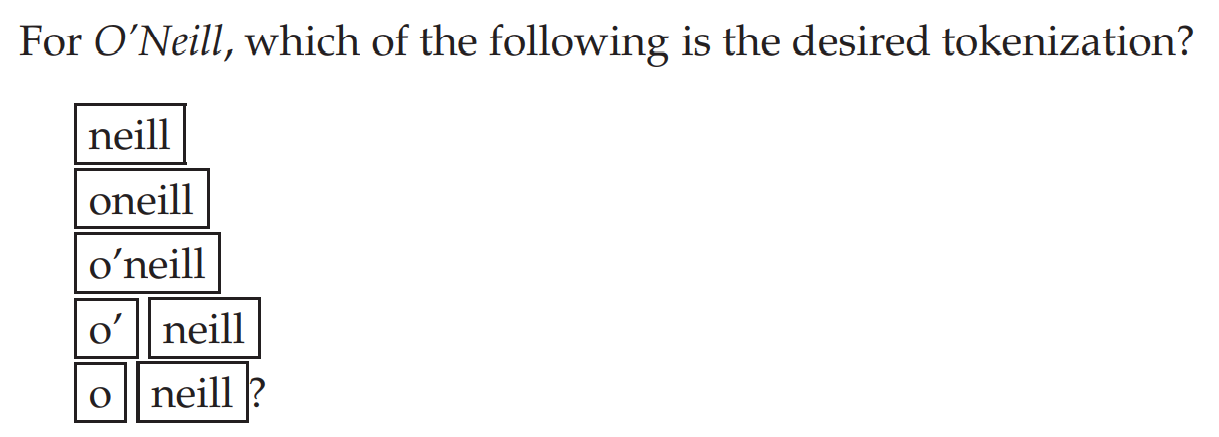 For O’Neill, which of the following is the desired tokenization?
neill
oneill
o’neill
o’ neill
o neill ?